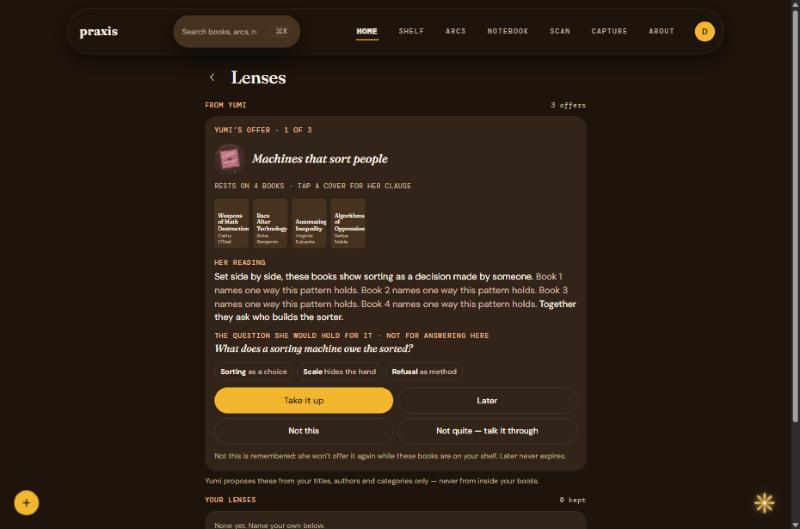 praxis
Search books, arcs, n
⌘K
HOME SHELF ARCS NOTEBOOK SCAN CAPTURE ABOUT
D
Lenses
FROM YUMI
3 offers
YUMI'S OFFER · 1 OF 3
Machines that sort people
RESTS ON 4 BOOKS · TAP A COVER FOR HER CLAUSE
Weapons
of Math
Destruction
Cathy
O'Neil
Race
After
Technology
Ruha
Benjamin
Automating
Inequality
Virginia
Eubanks
Algorithms
of
Oppression
Safiya
Noble
HER READING
Set side by side, these books show sorting as a decision made by someone. Book 1
names one way this pattern holds. Book 2 names one way this pattern holds. Book 3
names one way this pattern holds. Book 4 names one way this pattern holds. Together
they ask who builds the sorter.
THE QUESTION SHE WOULD HOLD FOR IT · NOT FOR ANSWERING HERE
What does a sorting machine owe the sorted?
Sorting as a choice
Scale hides the hand
Refusal as method
Take it up
Later
Not this
Not quite — talk it through
Not this is remembered: she won't offer it again while these books are on your shelf. Later never expires.
Yumi proposes these from your titles, authors and categories only — never from inside your books.
YOUR LENSES
0 kept
None yet. Name your own below.
+